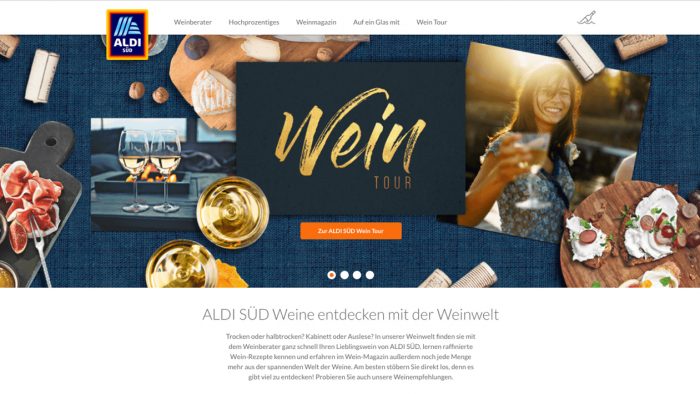 ALDI
SÜD
Weinberater Hochprozentiges Weinmagazin Auf ein Glas mit Wein Tour
Wein
TOUR
Zur ALDI SÜD Wein Tour
ALDI SÜD Weine entdecken mit der Weinwelt
Trocken oder halbtrocken? Kabinett oder Auslese? In unserer Weinwelt finden sie mit
dem Weinberater ganz schnell Ihren Lieblingswein von ALDI SÜD, lernen raffinierte
Wein-Rezepte kennen und erfahren im Wein-Magazin außerdem noch jede Menge
mehr aus der spannenden Welt der Weine. Am besten stöbern Sie direkt los, denn es
gibt viel zu entdecken! Probieren Sie auch unsere Weinempfehlungen.